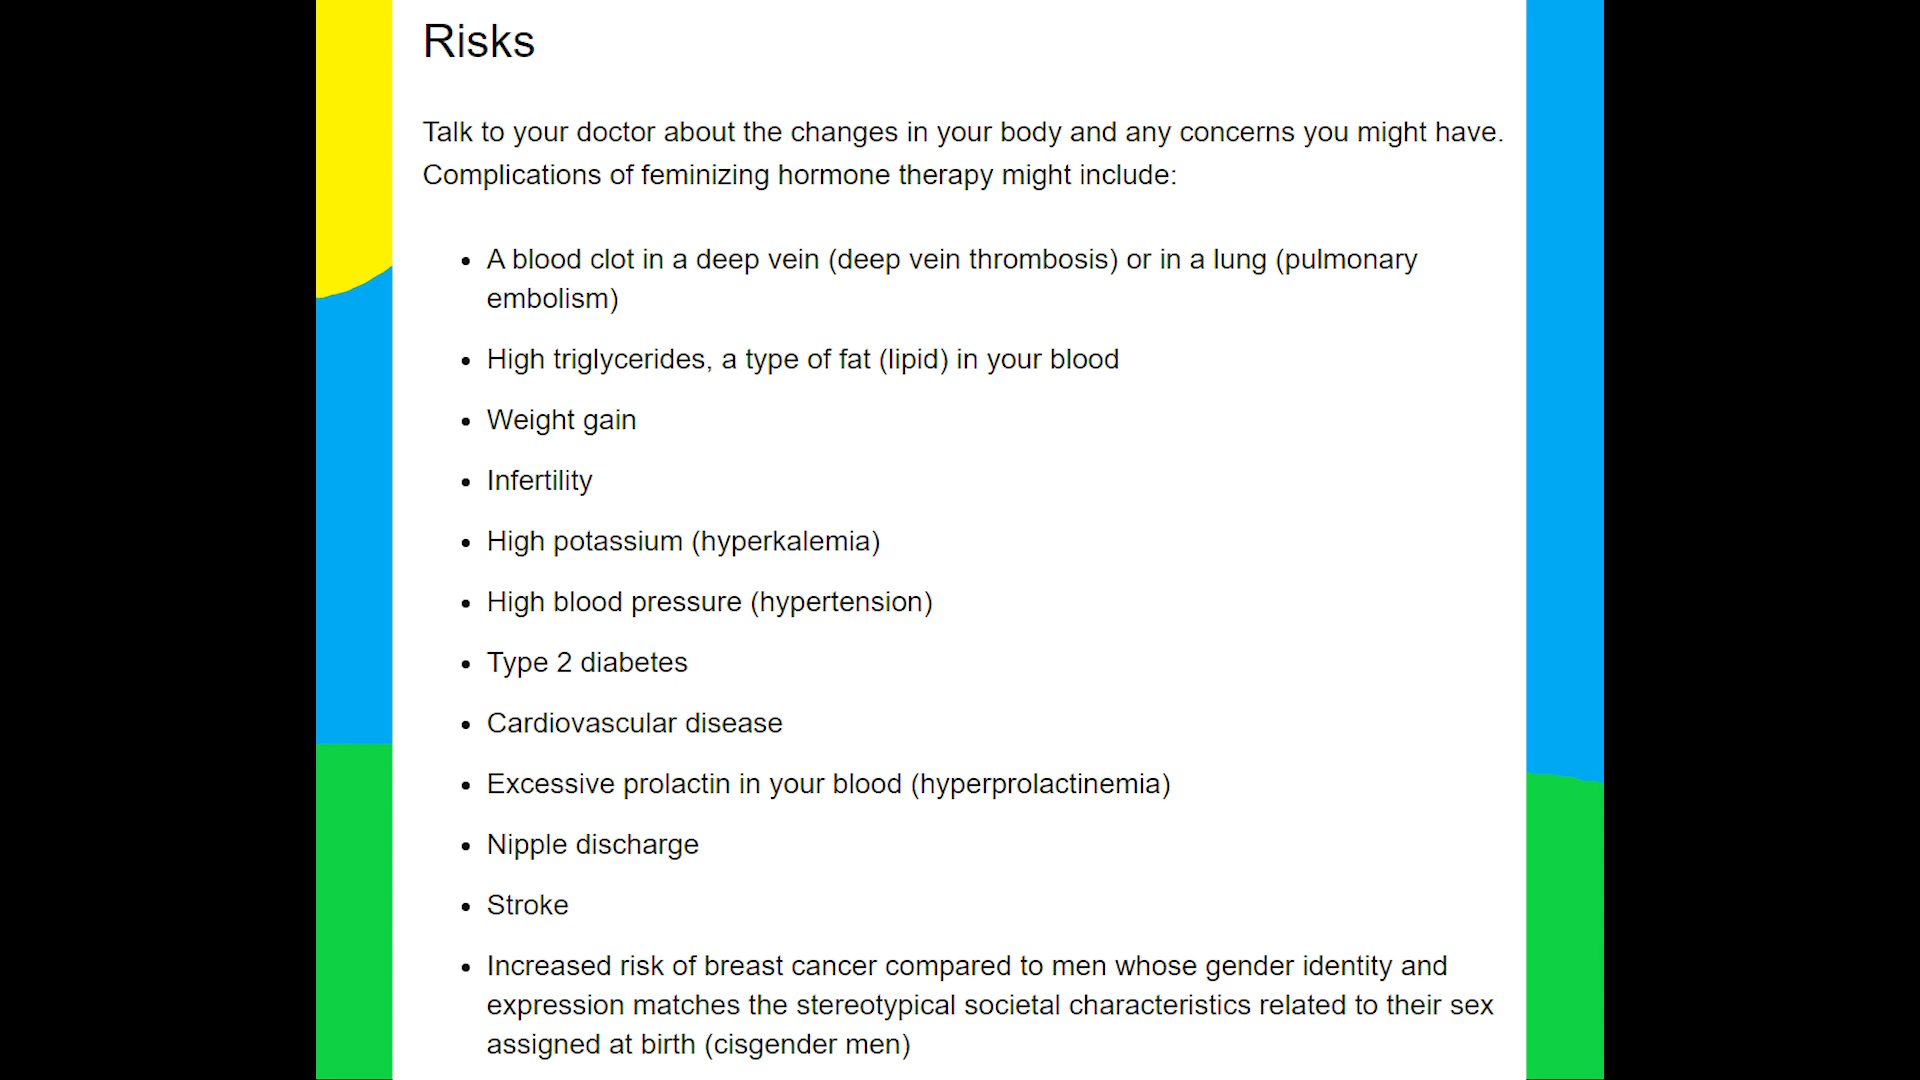 Risks
Talk to your doctor about the changes in your body and any concerns you might have.
Complications of feminizing hormone therapy might include:
• A blood clot in a deep vein (deep vein thrombosis) or in a lung (pulmonary
embolism)
• High triglycerides, a type of fat (lipid) in your blood
• Weight gain
• Infertility
• High potassium (hyperkalemia)
• High blood pressure (hypertension)
• Type 2 diabetes
• Cardiovascular disease
• Excessive prolactin in your blood (hyperprolactinemia)
• Nipple discharge
• Stroke
• Increased risk of breast cancer compared to men whose gender identity and
expression matches the stereotypical societal characteristics related to their sex
assigned at birth (cisgender men)